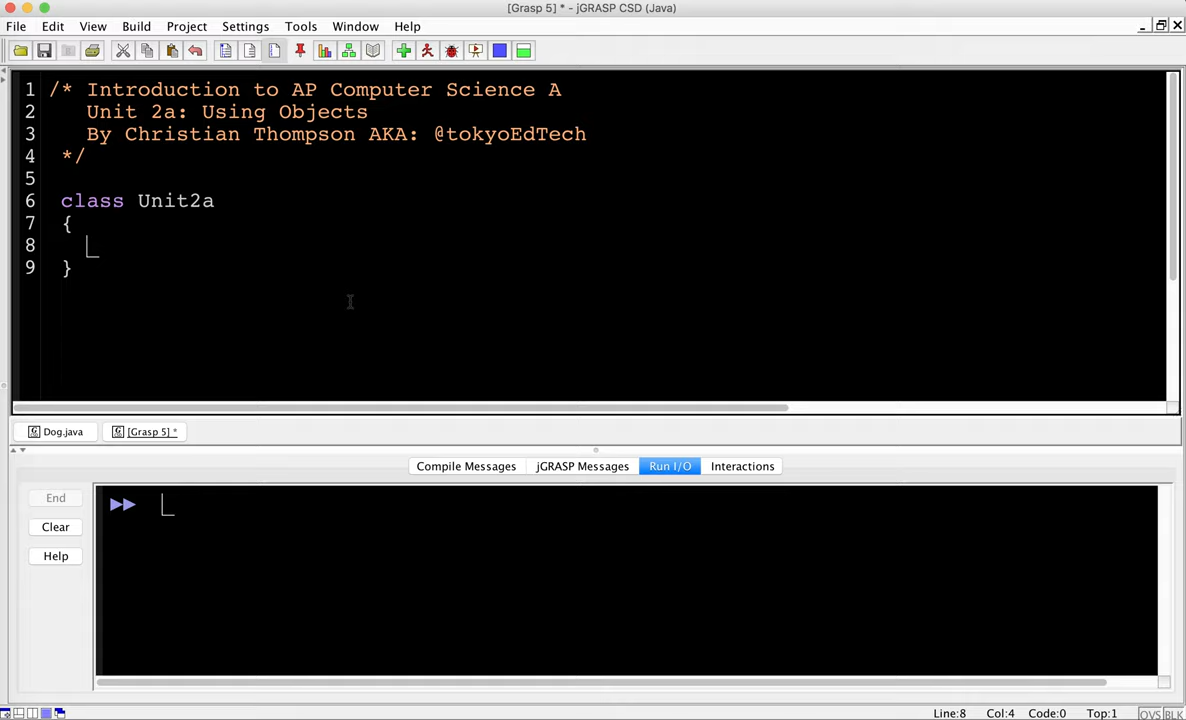 [Grasp 5] * - jGRASP CSD (Java)
File Edit View Build Project Settings Tools Window Help
1 /* Introduction to AP Computer Science A
2 Unit 2a: Using Objects
3 By Christian Thompson AKA: @tokyoEdTech
4 */
5
6 class Unit2a
7 {
8
9 }
Dog.java [Grasp 5] *
Compile Messages jGRASP Messages Run I/O Interactions
End
Clear
Help
Line:8 Col:4 Code:0 Top:1 OVS BLK